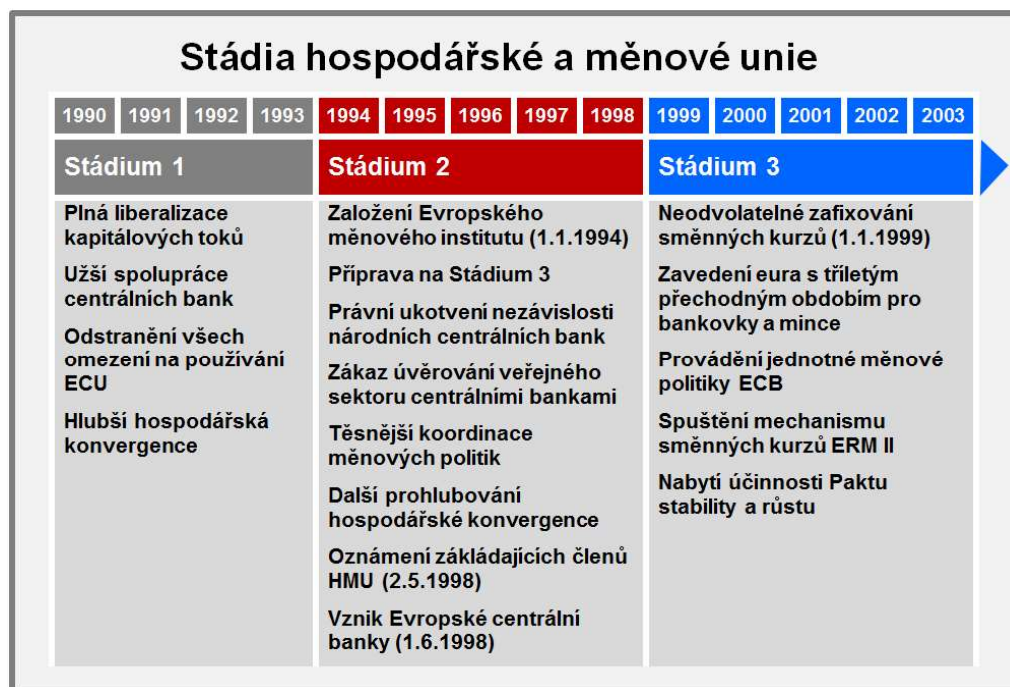 Stádia hospodářské a měnové unie
1990 1991 1992 1993 1994 1995 1996 1997 1998 1999 2000 2001 2002 2003
Stádium 1
Plná liberalizace
kapitálových toků
Užší spolupráce
centrálních bank
Odstranění všech
omezení na používání
ECU
Hlubší hospodářská
konvergence
Stádium 2
Založení Evropského
měnového institutu (1.1.1994)
Příprava na Stádium 3
Právní ukotvení nezávislosti
národních centrálních bank
Zákaz úvěrování veřejného
sektoru centrálními bankami
Těsnější koordinace
měnových politik
Další prohlubování
hospodářské konvergence
Oznámení zákládajících členů
HMU (2.5.1998)
Vznik Evropské centrální
banky (1.6.1998)
Stádium 3
Neodvolatelné zafixování
směnných kurzů (1.1.1999)
Zavedení eura s tříletým
přechodným obdobím pro
bankovky a mince
Provádění jednotné měnové
politiky ECB
Spuštění mechanismu
směnných kurzů ERM II
Nabytí účinnosti Paktu
stability a růstu